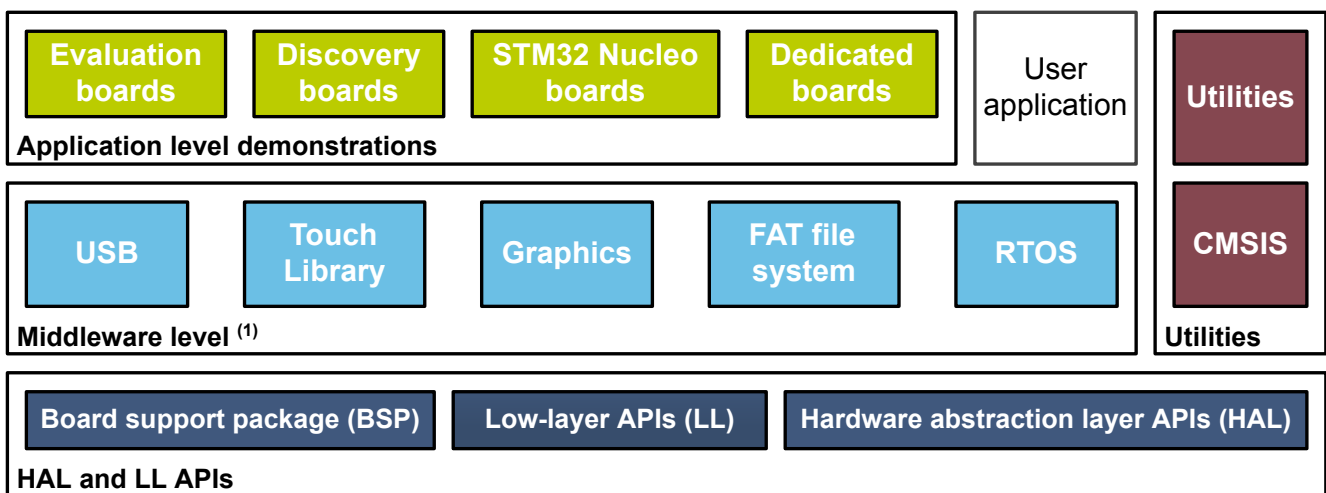 Evaluation
boards
Discovery
boards
STM32 Nucleo
boards
Dedicated
boards
Application level demonstrations
User
application
Utilities
CMSIS
Utilities
USB
Touch
Library
Graphics
FAT file
system
RTOS
Middleware level (1)
Board support package (BSP)
Low-layer APIs (LL)
Hardware abstraction layer APIs (HAL)
HAL and LL APIs